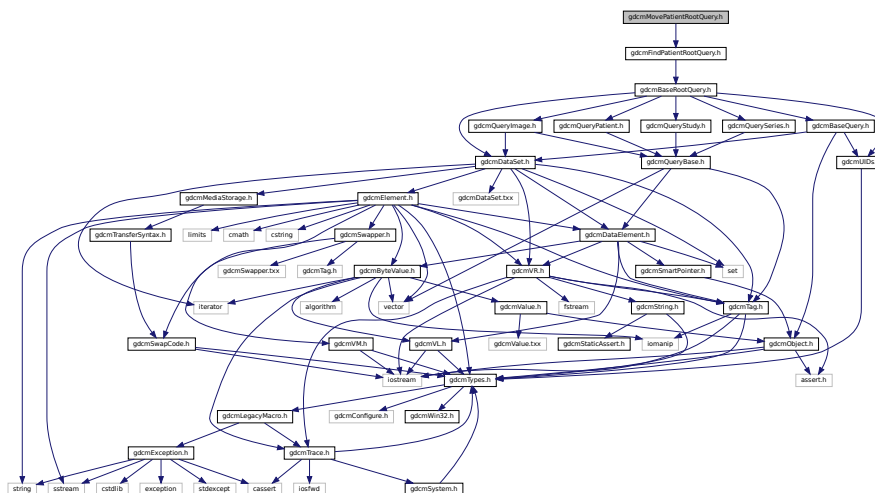 gdcmMovePatientRootQuery.h
gdcmFindPatientRootQuery.h
gdcmBaseRootQuery.h
gdcmQueryImage.h
gdcmQueryPatient.h
gdcmQueryStudy.h
gdcmQuerySeries.h
gdcmBaseQuery.h
gdcmDataSet.h
gdcmQueryBase.h
gdcmUIDs
gdcmMediaStorage.h
gdcmElement.h
gdcmDataSet.txx
gdcmTransferSyntax.h
limits
cmath
cstring
gdcmSwapper.h
gdcmDataElement.h
gdcmSwapper.txx
gdcmTag.h
gdcmByteValue.h
gdcmVR.h
gdcmSmartPointer.h
set
iterator
algorithm
vector
gdcmValue.h
fstream
gdcmString.h
gdcmTag.h
gdcmSwapCode.h
gdcmVM.h
gdcmVL.h
gdcmValue.txx
gdcmStaticAssert.h
iomanip
gdcmObject.h
iostream
gdcmTypes.h
assert.h
gdcmLegacyMacro.h
gdcmConfigure.h
gdcmWin32.h
gdcmException.h
gdcmTrace.h
string
sstream
cstdlib
exception
stdexcept
cassert
iosfwd
gdcmSystem.h